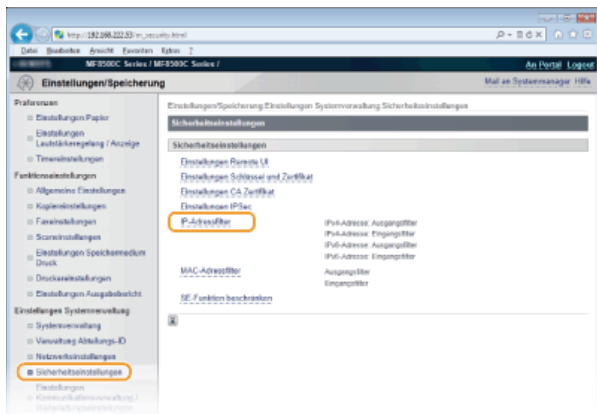 http://192.168.222.53/m_security.html
Datei Bearbeiten Ansicht Favoriten Extras ?
MF8500C Series / MF8500C Series /
An Portal Logout
Einstellungen/Speicherung
Mail an Systemmanager Hilfe
Präferenzen
Einstellungen Papier
Einstellungen
Lautstärkeregelung / Anzeige
Timereinstellungen
Funktionseinstellungen
Allgemeine Einstellungen
Kopiereinstellungen
Faxeinstellungen
Scaneinstellungen
Einstellungen Speichermedium
Druck
Druckereinstellungen
Einstellungen Ausgabebericht
Einstellungen Systemverwaltung
Systemverwaltung
Verwaltung Abteilungs-ID
Netzwerkeinstellungen
Sicherheitseinstellungen
Einstellungen
Kommunikationsverwaltung /
Weiterleitungseinstellungen
Einstellungen/Speicherung:Einstellungen Systemverwaltung:Sicherheitseinstellungen
Sicherheitseinstellungen
Sicherheitseinstellungen
Einstellungen Remote UI
Einstellungen Schlüssel und Zertifikat
Einstellungen CA Zertifikat
Einstellungen IPSec
IP-Adressfilter
IPv4-Adresse: Ausgangsfilter
IPv4-Adresse: Eingangsfilter
IPv6-Adresse: Ausgangsfilter
IPv6-Adresse: Eingangsfilter
MAC-Adressfilter
Ausgangsfilter
Eingangsfilter
SE-Funktion beschränken